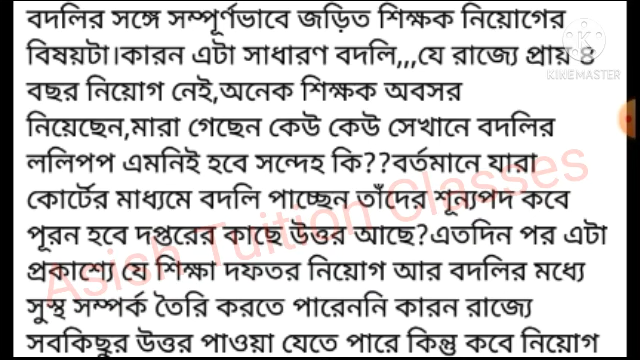 বদলির সঙ্গে সম্পূর্ণভাবে জড়িত শিক্ষক নিয়োগের
বিষয়টা।কারন এটা সাধারণ বদলি,,,যে রাজ্যে প্রায় ৪
বছর নিয়োগ নেই,অনেক শিক্ষক অবসর
নিয়েছেন,মারা গেছেন কেউ কেউ সেখানে বদলির
ললিপপ এমনিই হবে সন্দেহ কি??বর্তমানে যারা
কোর্টের মাধ্যমে বদলি পাচ্ছেন তাঁদের শূন্যপদ কবে
পূরন হবে দপ্তরের কাছে উত্তর আছে?এতদিন পর এটা
প্রকাশ্যে যে শিক্ষা দফতর নিয়োগ আর বদলির মধ্যে
সুস্থ সম্পর্ক তৈরি করতে পারেননি কারন রাজ্যে
সবকিছুর উত্তর পাওয়া যেতে পারে কিন্তু কবে নিয়োগ
Asish Tuition Classes
KINEMASTER